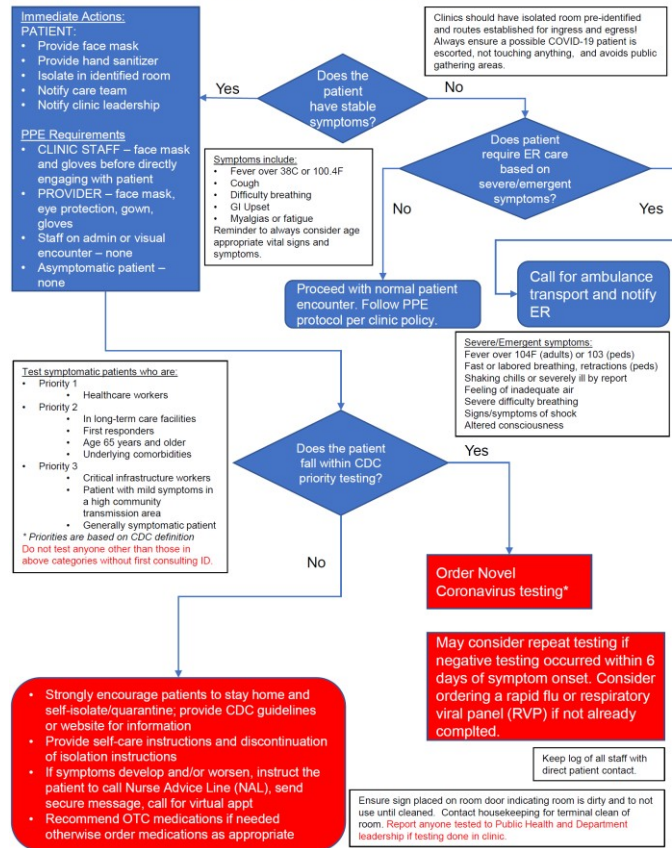 Immediate Actions:
PATIENT:
• Provide face mask
• Provide hand sanitizer
• Isolate in identified room
• Notify care team
• Notify clinic leadership
PPE Requirements
• CLINIC STAFF – face mask
and gloves before directly
engaging with patient
• PROVIDER – face mask,
eye protection, gown,
gloves
• Staff on admin or visual
encounter – none
• Asymptomatic patient –
none
Clinics should have isolated room pre-identified
and routes established for ingress and egress!
Always ensure a possible COVID-19 patient is
escorted, not touching anything, and avoids public
gathering areas.
Does the
patient
have stable
symptoms?
Yes
No
Symptoms include:
• Fever over 38C or 100.4F
• Cough
• Difficulty breathing
• GI Upset
• Myalgias or fatigue
Reminder to always consider age
appropriate vital signs and
symptoms.
Does patient
require ER care
based on
severe/emergent
symptoms?
No
Yes
Proceed with normal patient
encounter. Follow PPE
protocol per clinic policy.
Call for ambulance
transport and notify
ER
Severe/Emergent symptoms:
Fever over 104F (adults) or 103 (peds)
Fast or labored breathing, retractions (peds)
Shaking chills or severely ill by report
Feeling of inadequate air
Severe difficulty breathing
Signs/symptoms of shock
Altered consciousness
Test symptomatic patients who are:
• Priority 1
• Healthcare workers
• Priority 2
• In long-term care facilities
• First responders
• Age 65 years and older
• Underlying comorbidities
• Priority 3
• Critical infrastructure workers
• Patient with mild symptoms in
a high community
transmission area
• Generally symptomatic patient
* Priorities are based on CDC definition
Do not test anyone other than those in
above categories without first consulting ID.
Does the patient
fall within CDC
priority testing?
Yes
No
Order Novel
Coronavirus testing*
May consider repeat testing if
negative testing occurred within 6
days of symptom onset. Consider
ordering a rapid flu or respiratory
viral panel (RVP) if not already
complted.
• Strongly encourage patients to stay home and
self-isolate/quarantine; provide CDC guidelines
or website for information
• Provide self-care instructions and discontinuation
of isolation instructions
• If symptoms develop and/or worsen, instruct the
patient to call Nurse Advice Line (NAL), send
secure message, call for virtual appt
• Recommend OTC medications if needed
otherwise order medications as appropriate
Keep log of all staff with
direct patient contact.
Ensure sign placed on room door indicating room is dirty and to not
use until cleaned. Contact housekeeping for terminal clean of
room. Report anyone tested to Public Health and Department
leadership if testing done in clinic.